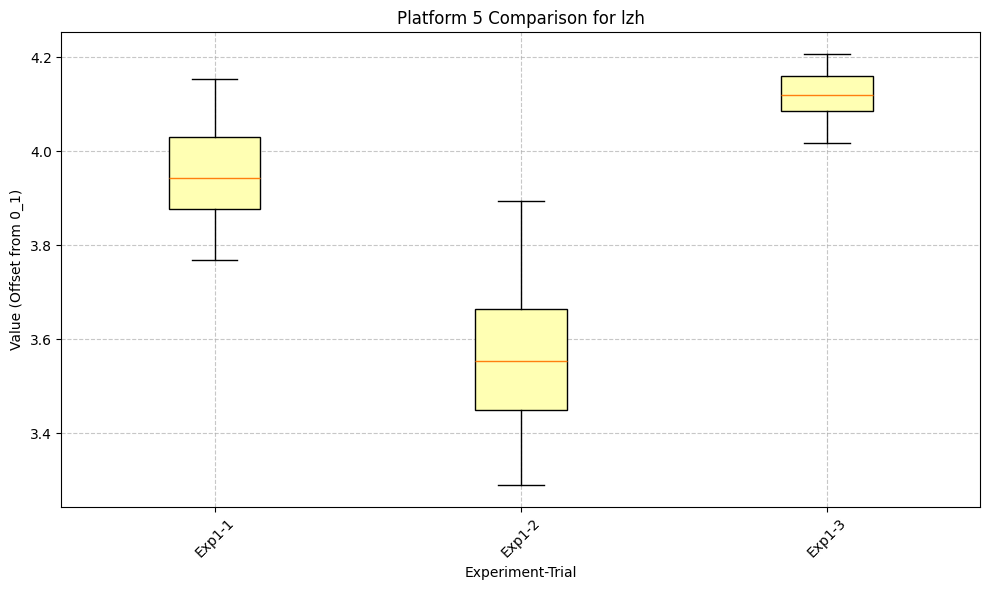 Platform 5 Comparison for lzh
Value (Offset from 0_1)
4.2
4.0
3.8
3.6
3.4
Exp1-1
Exp1-2
Exp1-3
Experiment-Trial